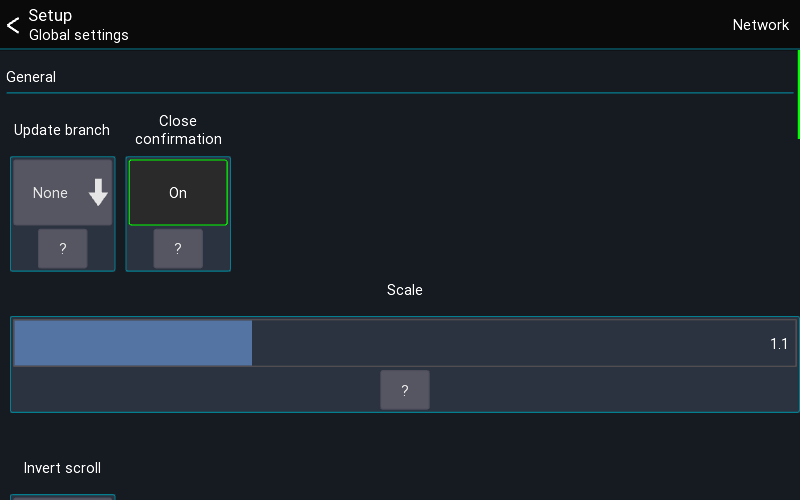 Setup
Global settings
Network
General
Update branch
Close
confirmation
None
On
?
?
Scale
1.1
?
Invert scroll